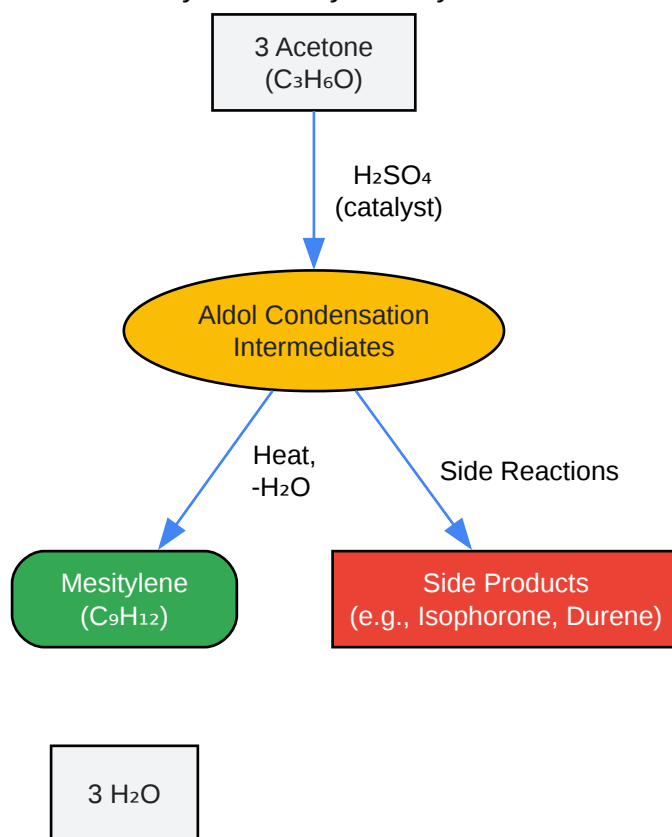 3 Acetone
(C₃H₆O)
H₂SO₄
(catalyst)
Aldol Condensation
Intermediates
Heat,
-H₂O
Side Reactions
Mesitylene
(C₉H₁₂)
Side Products
(e.g., Isophorone, Durene)
3 H₂O